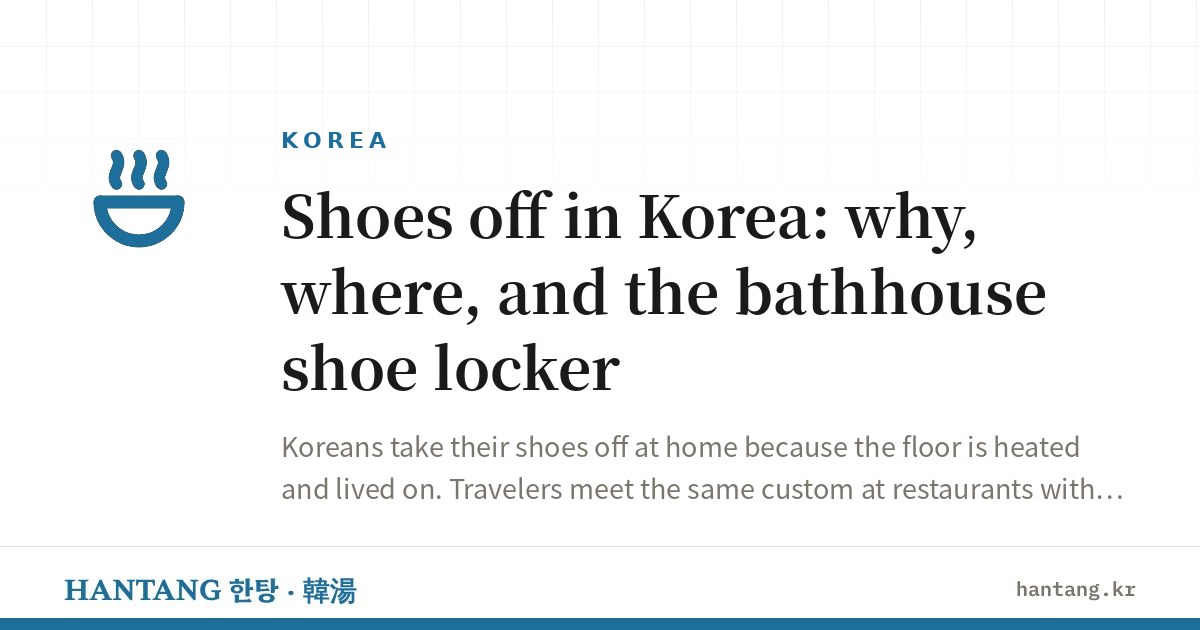 KOREA
Shoes off in Korea: why,
where, and the bathhouse
shoe locker
Koreans take their shoes off at home because the floor is heated
and lived on. Travelers meet the same custom at restaurants with…
HANTANG 한탕 · 韓湯
hantang.kr